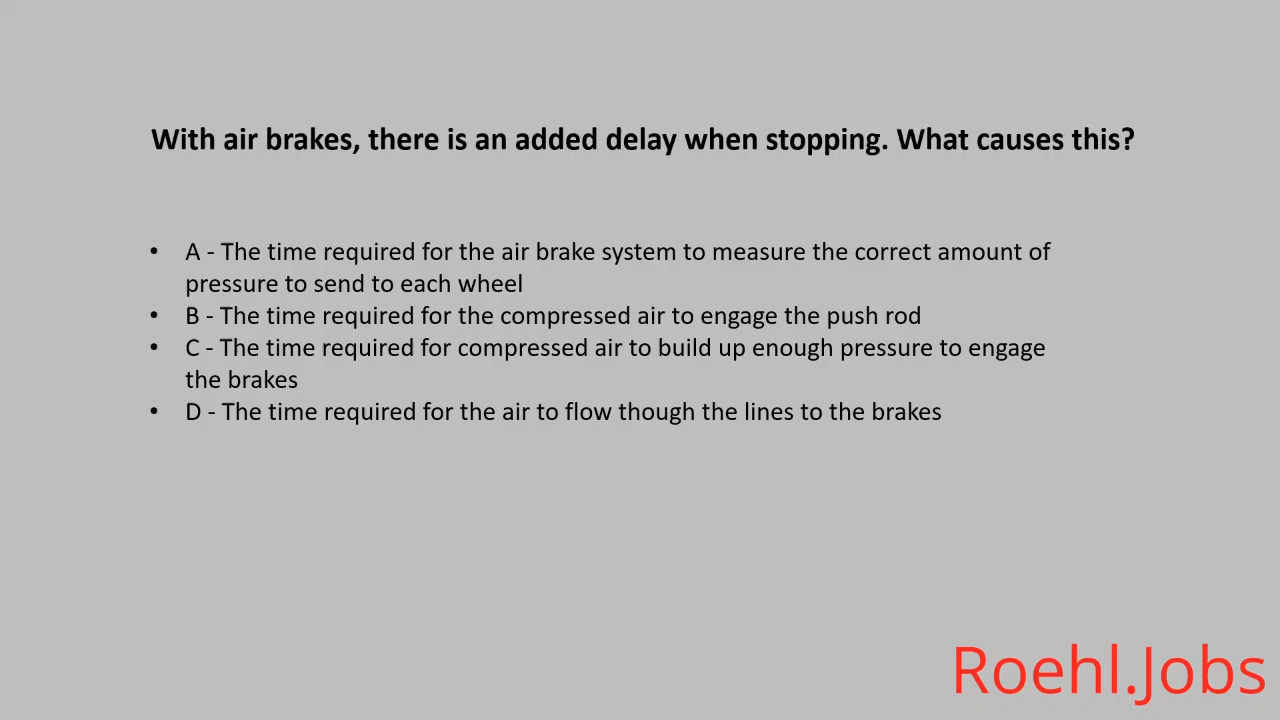 With air brakes, there is an added delay when stopping. What causes this?
• A - The time required for the air brake system to measure the correct amount of
pressure to send to each wheel
• B - The time required for the compressed air to engage the push rod
• C - The time required for compressed air to build up enough pressure to engage
the brakes
• D - The time required for the air to flow though the lines to the brakes
Roehl.Jobs